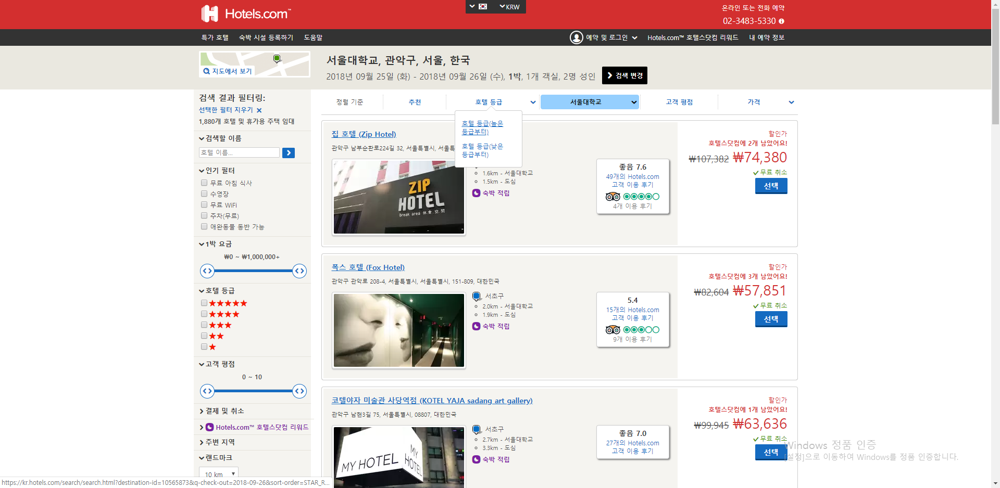 Hotels.com™
KRW
온라인 또는 전화 예약
02-3483-5330
특가 호텔
숙박 시설 등록하기
도움말
예약 및 로그인
Hotels.com™ 호텔스닷컴 리워드
내 예약 정보
지도에서 보기
서울대학교, 관악구, 서울, 한국
2018년 09월 25일 (화) - 2018년 09월 26일 (수), 1박, 1개 객실, 2명 성인
검색 변경
검색 결과 필터링:
선택한 필터 지우기
1,880개 호텔 및 휴가용 주택 임대
검색할 이름
호텔 이름...
인기 필터
무료 아침 식사
수영장
무료 WiFi
주차(무료)
애완동물 동반 가능
1박 요금
₩0 ~ ₩1,000,000+
호텔 등급
고객 평점
0 ~ 10
결제 및 취소
Hotels.com™ 호텔스닷컴 리워드
주변 지역
랜드마크
10 km
정렬 기준
추천
호텔 등급
서울대학교
고객 평점
가격
호텔 등급(높은
등급부터)
호텔 등급(낮은
등급부터)
집 호텔 (Zip Hotel)
관악구 남부순환로224길 32, 서울특별시, 서울특
ZIP
HOTEL
break area 休.食.空.間
1.6km - 서울대학교
1.5km - 도심
숙박 적립
좋음 7.6
49개의 Hotels.com
고객 이용 후기
4개 이용 후기
할인가
호텔스닷컴에 2개 남았어요!
₩107,382 ₩74,380
무료 취소
선택
폭스 호텔 (Fox Hotel)
관악구 관악로 208-4, 서울특별시, 서울특별시, 151-809, 대한민국
서초구
2.0km - 서울대학교
1.9km - 도심
숙박 적립
5.4
15개의 Hotels.com
고객 이용 후기
9개 이용 후기
할인가
호텔스닷컴에 3개 남았어요!
₩82,604 ₩57,851
무료 취소
선택
코텔야자 미술관 사당역점 (KOTEL YAJA sadang art gallery)
관악구 남현3길 75, 서울특별시, 08807, 대한민국
MY HOTEL
MY
HOTEL
서초구
2.7km - 서울대학교
3.3km - 도심
숙박 적립
좋음 7.0
27개의 Hotels.com
고객 이용 후기
할인가
호텔스닷컴에 1개 남았어요!
₩99,945 ₩63,636
무료 취소
선택
Windows 정품 인증
[설정]으로 이동하여 Windows를 정품 인증합니다.
https://kr.hotels.com/search/search.html?destination-id=10565873&q-check-out=2018-09-26&sort-order=STAR_R...